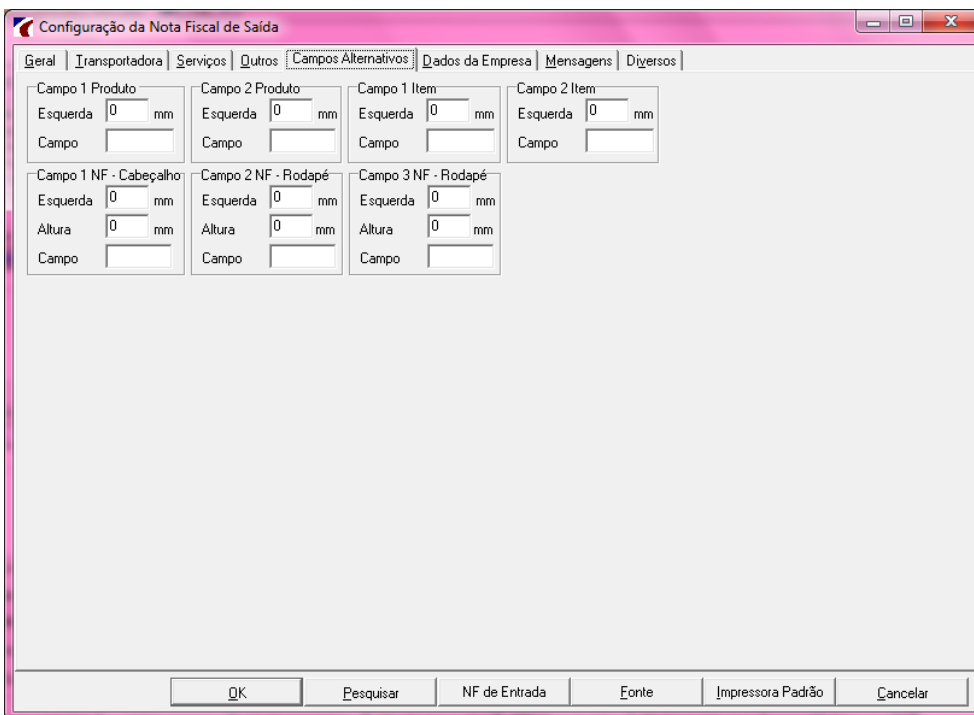 Configuração da Nota Fiscal de Saída
Geral Transportadora Serviços Outros Campos Alternativos Dados da Empresa Mensagens Diversos
Campo 1 Produto Campo 2 Produto Campo 1 Item Campo 2 Item
Esquerda 0 mm Esquerda 0 mm Esquerda 0 mm Esquerda 0 mm
Campo Campo Campo Campo
Campo 1 NF - Cabeçalho Campo 2 NF - Rodapé Campo 3 NF - Rodapé
Esquerda 0 mm Esquerda 0 mm Esquerda 0 mm
Altura 0 mm Altura 0 mm Altura 0 mm
Campo Campo Campo
OK Pesquisar NF de Entrada Fonte Impressora Padrão Cancelar